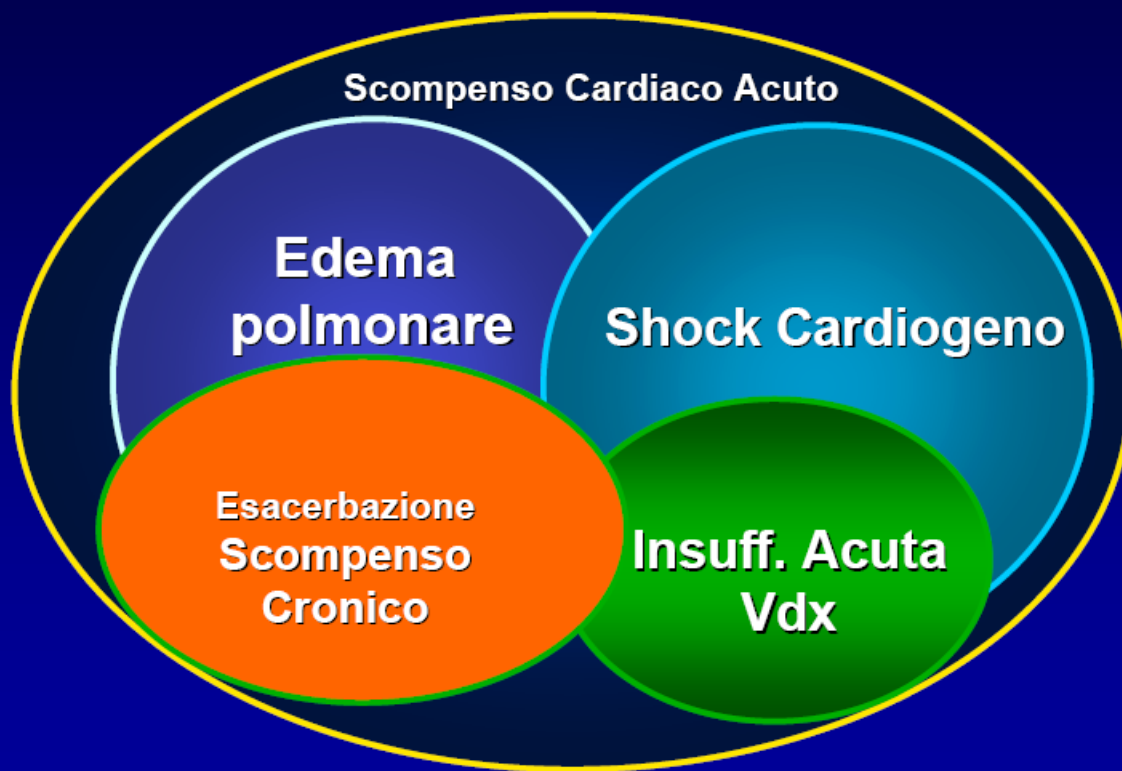 Scompenso Cardiaco Acuto
Edema
polmonare
Shock Cardiogeno
Esacerbazione
Scompenso
Cronico
Insuff. Acuta
Vdx